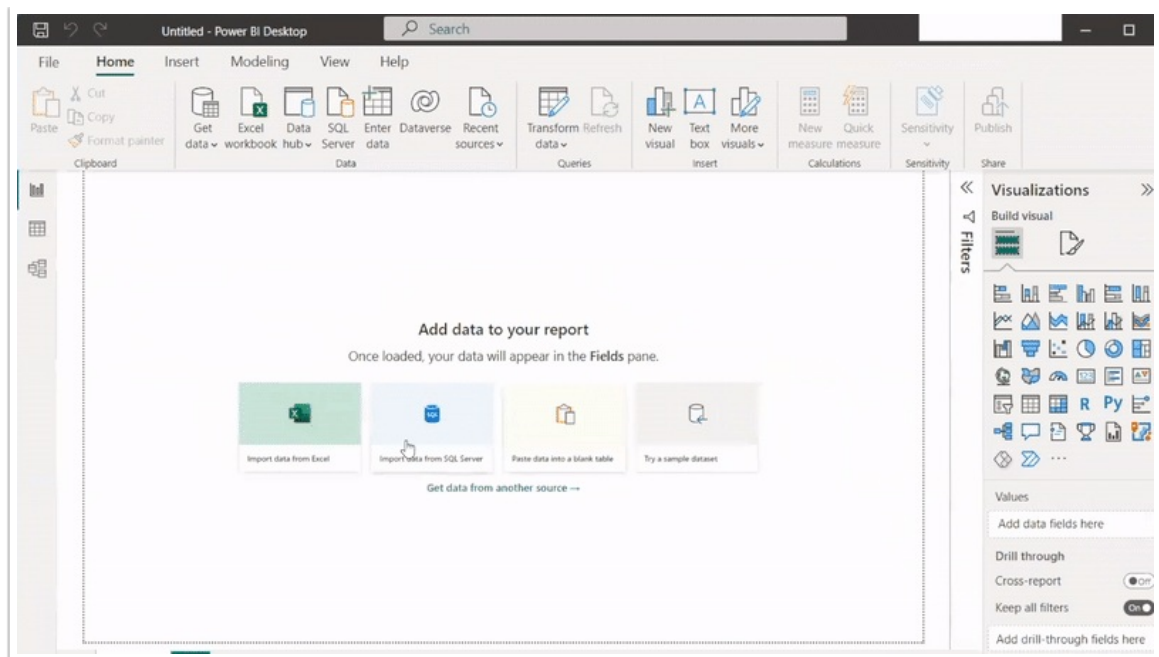 Untitled - Power BI Desktop
Search
File Home Insert Modeling View Help
Paste
Cut
Copy
Format painter
Clipboard
Get data
Excel workbook
Data hub
SQL Server
Enter data
Dataverse
Recent sources
Data
Transform data
Refresh
Queries
New visual
Text box
More visuals
Insert
New measure
Quick measure
Calculations
Sensitivity
Sensitivity
Publish
Share
Add data to your report
Once loaded, your data will appear in the Fields pane.
Import data from Excel
Import data from SQL Server
Paste data into a blank table
Try a sample dataset
Get data from another source →
Filters
Visualizations
Build visual
123
R
Py
Values
Add data fields here
Drill through
Cross-report
Off
Keep all filters
On
Add drill-through fields here